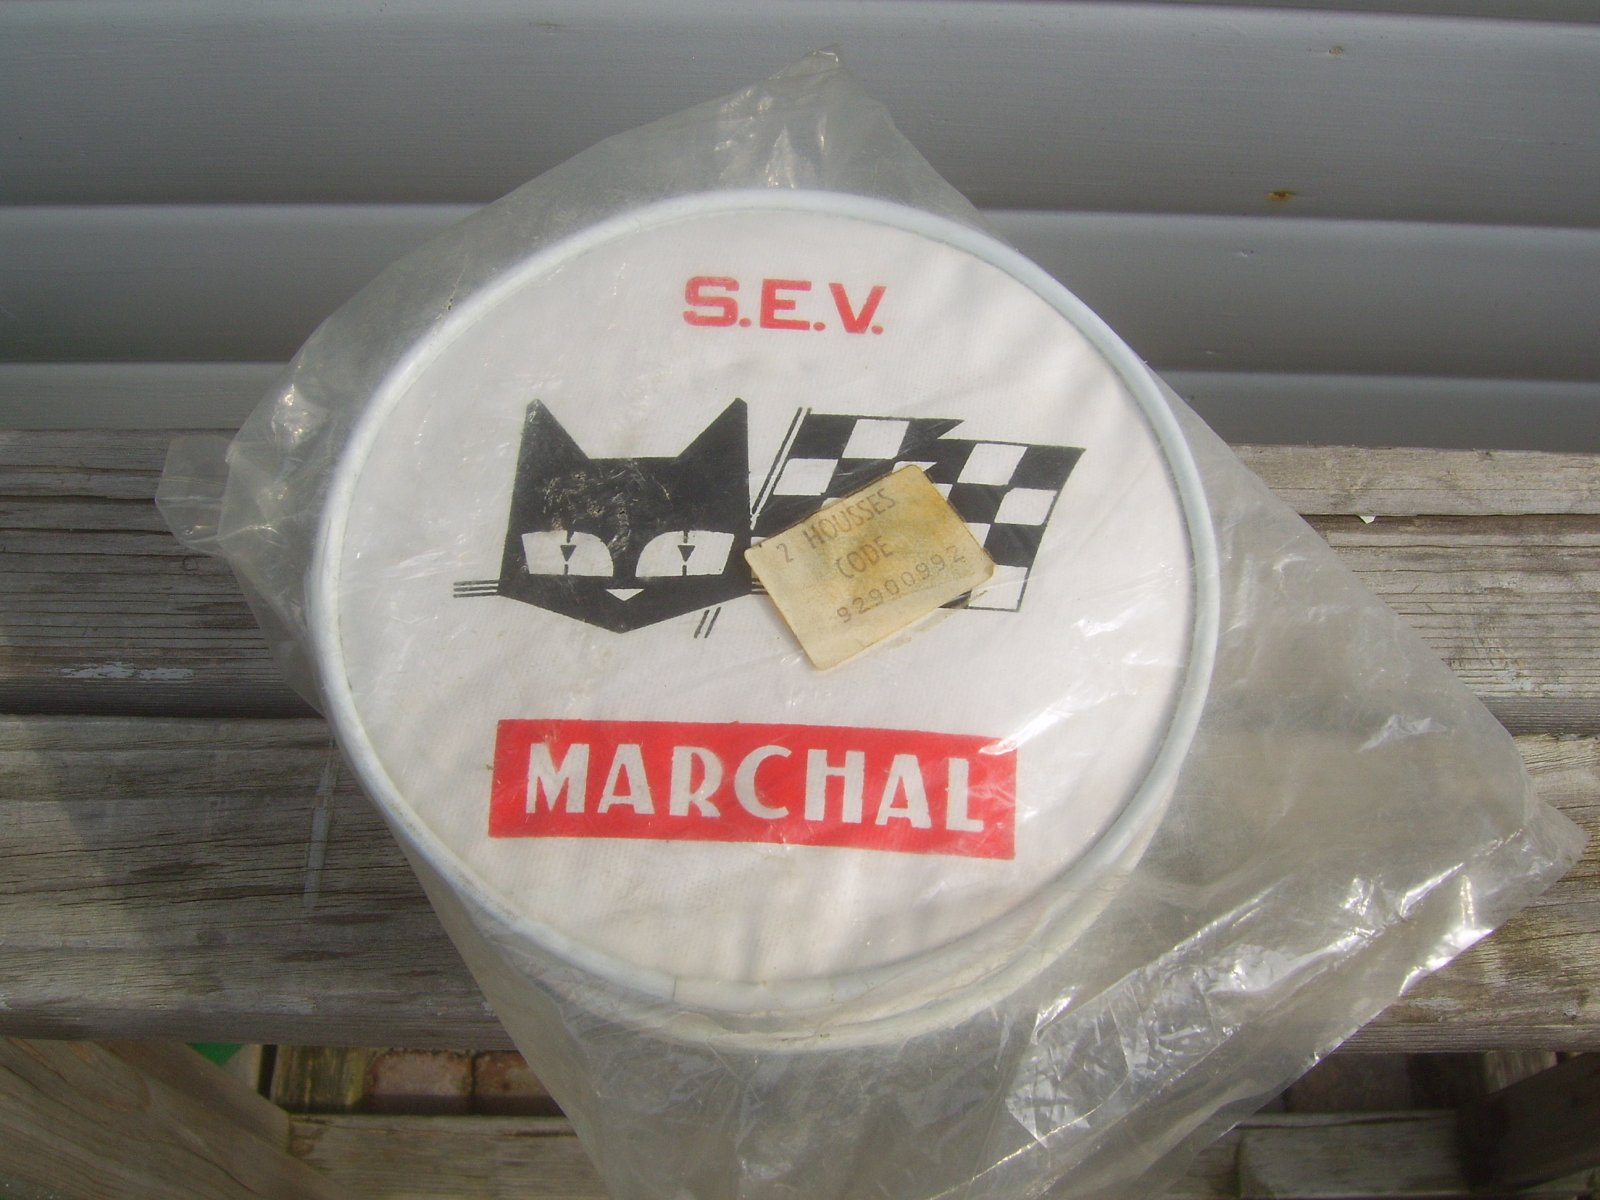 S.E.V.
2 HOUSSES
CODE
92900992
MARCHAL